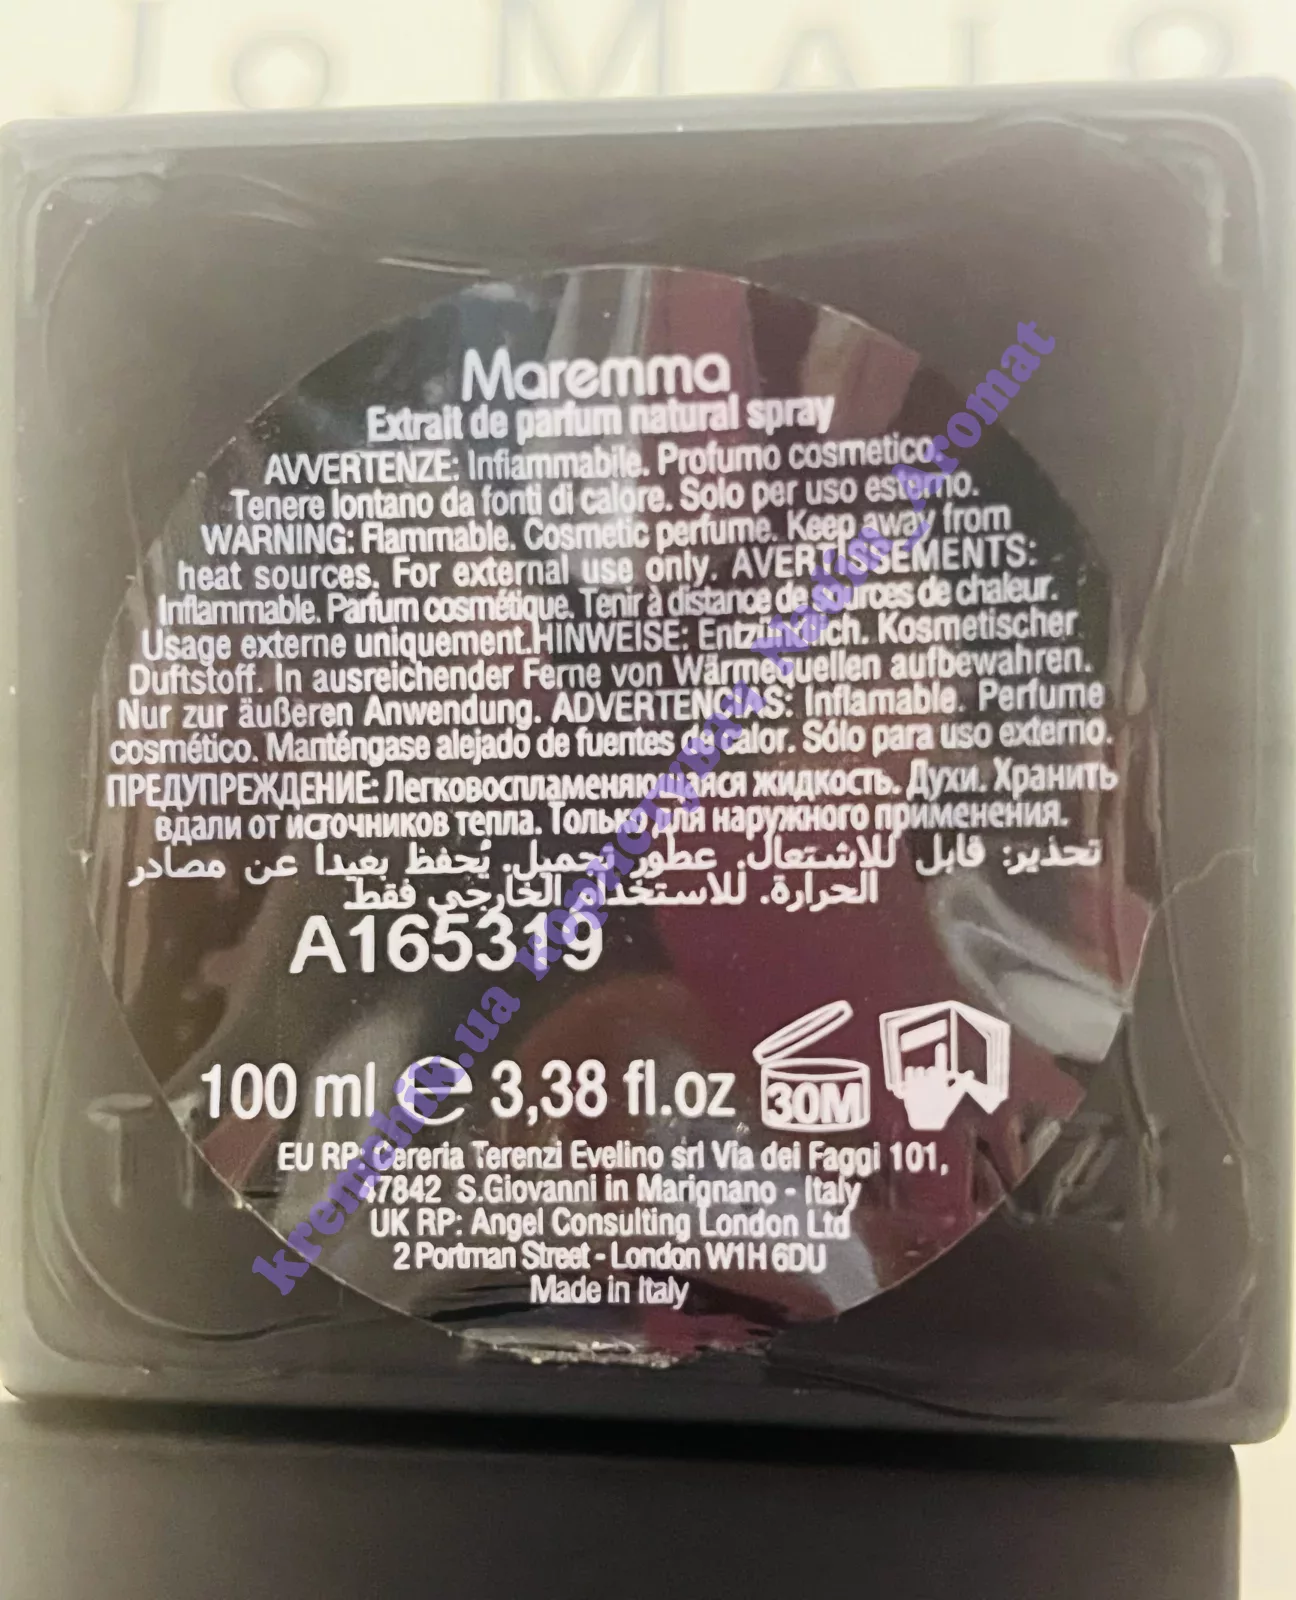 JO MALO
Maremma
Extrait de parfum natural spray
AVVERTENZE: Infiammabile. Profumo cosmetico.
Tenere lontano da fonti di calore. Solo per uso esterno.
WARNING: Flammable. Cosmetic perfume. Keep away from
heat sources. For external use only. AVERTISSEMENTS:
Inflammable. Parfum cosmétique. Tenir à distance de sources de chaleur.
Usage externe uniquement.HINWEISE: Entzündlich. Kosmetischer
Duftstoff. In ausreichender Ferne von Wärmequellen aufbewahren.
Nur zur äußeren Anwendung. ADVERTENCIAS: Inflamable. Perfume
cosmético. Manténgase alejado de fuentes de calor. Sólo para uso externo.
ПРЕДУПРЕЖДЕНИЕ: Легковоспламеняющаяся жидкость. Духи. Хранить
вдали от источников тепла. Только для наружного применения.
تحذير: قابل للاشتعال. عطور تجميل. يُحفظ بعيدا عن مصادر
الحرارة. للاستخدام الخارجي فقط
A165319
100 ml e 3,38 fl.oz 30M
EU RP: Cereria Terenzi Evelino srl Via dei Faggi 101,
47842 S.Giovanni in Marignano - Italy
UK RP: Angel Consulting London Ltd
2 Portman Street - London W1H 6DU
Made in Italy
kremchik.ua користувач Nadin_Aromat